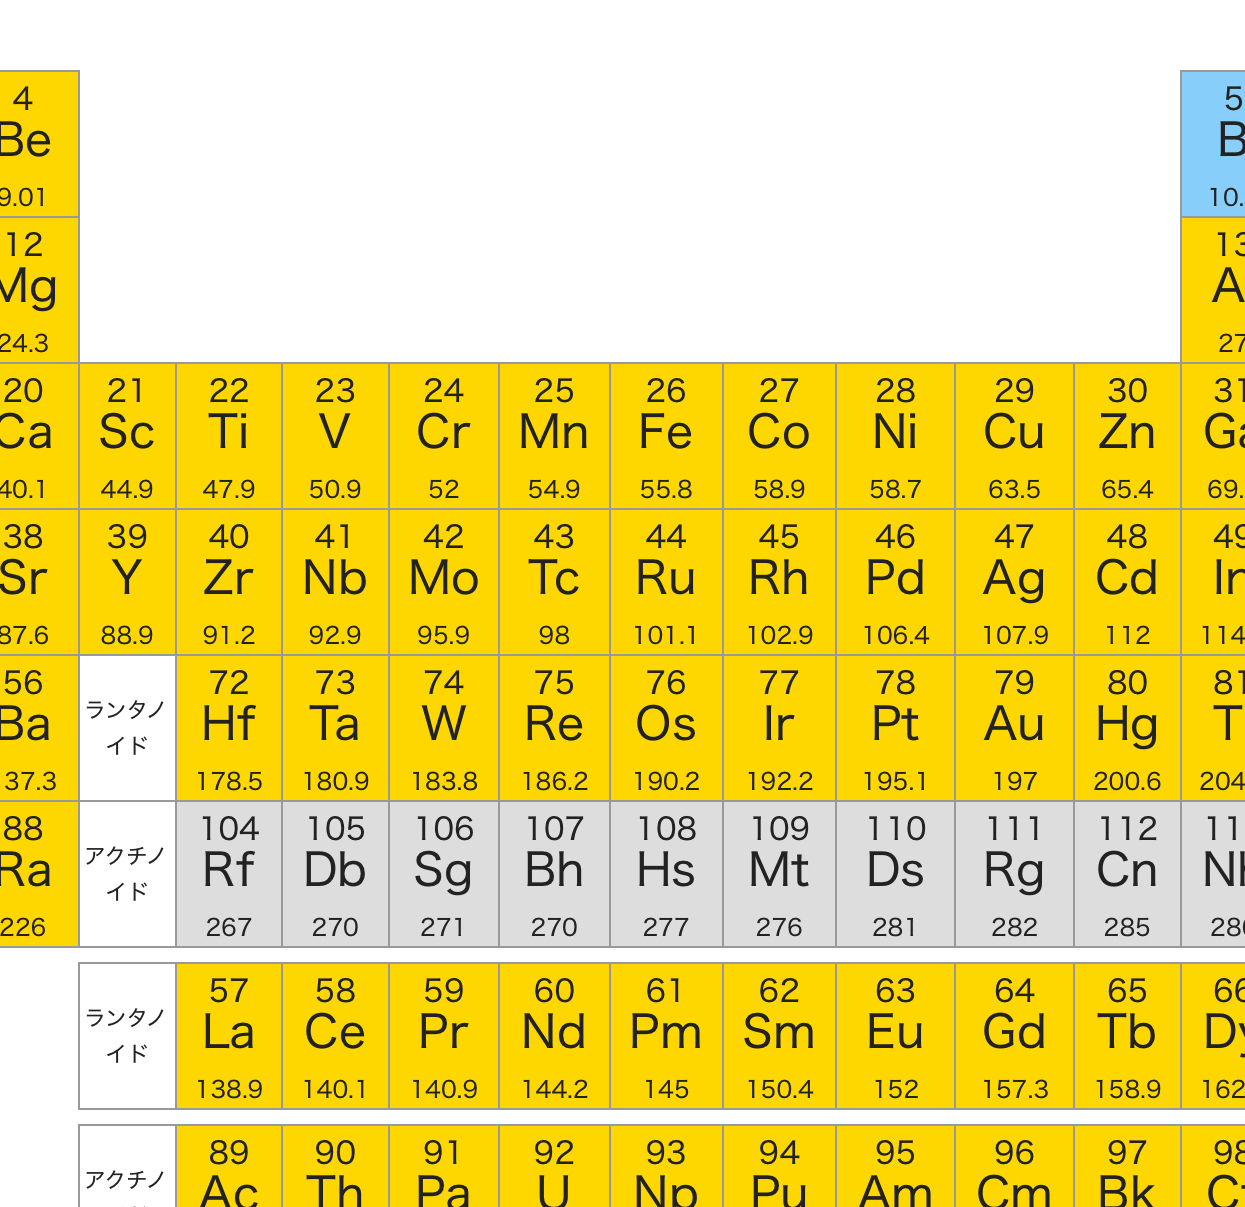 4 5
Be B
9.01 10.
12 13
Mg A
24.3 27
20 21 22 23 24 25 26 27 28 29 30 31
Ca Sc Ti V Cr Mn Fe Co Ni Cu Zn Ga
40.1 44.9 47.9 50.9 52 54.9 55.8 58.9 58.7 63.5 65.4 69.
38 39 40 41 42 43 44 45 46 47 48 49
Sr Y Zr Nb Mo Tc Ru Rh Pd Ag Cd In
87.6 88.9 91.2 92.9 95.9 98 101.1 102.9 106.4 107.9 112 114
56 ランタノ 72 73 74 75 76 77 78 79 80 81
Ba イド Hf Ta W Re Os Ir Pt Au Hg T
37.3 178.5 180.9 183.8 186.2 190.2 192.2 195.1 197 200.6 204
88 アクチノ 104 105 106 107 108 109 110 111 112 11
Ra イド Rf Db Sg Bh Hs Mt Ds Rg Cn Nh
226 267 270 271 270 277 276 281 282 285 286
ランタノ 57 58 59 60 61 62 63 64 65 66
イド La Ce Pr Nd Pm Sm Eu Gd Tb Dy
138.9 140.1 140.9 144.2 145 150.4 152 157.3 158.9 162
アクチノ 89 90 91 92 93 94 95 96 97 98
Ac Th Pa U Np Pu Am Cm Bk Cf